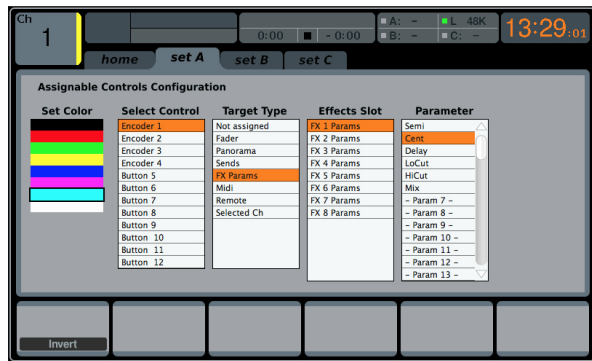 Ch
1
0:00 - 0:00
A: - L 48K
B: - C: -
13:29:01
home set A set B set C
Assignable Controls Configuration
Set Color Select Control Target Type Effects Slot Parameter
Encoder 1 Not assigned FX 1 Params Semi
Encoder 2 Fader FX 2 Params Cent
Encoder 3 Panorama FX 3 Params Delay
Encoder 4 Sends FX 4 Params LoCut
Button 5 FX Params FX 5 Params HiCut
Button 6 Midi FX 6 Params Mix
Button 7 Remote FX 7 Params - Param 7 -
Button 8 Selected Ch FX 8 Params - Param 8 -
Button 9 - Param 9 -
Button 10 - Param 10 -
Button 11 - Param 11 -
Button 12 - Param 12 -
- Param 13 -
Invert